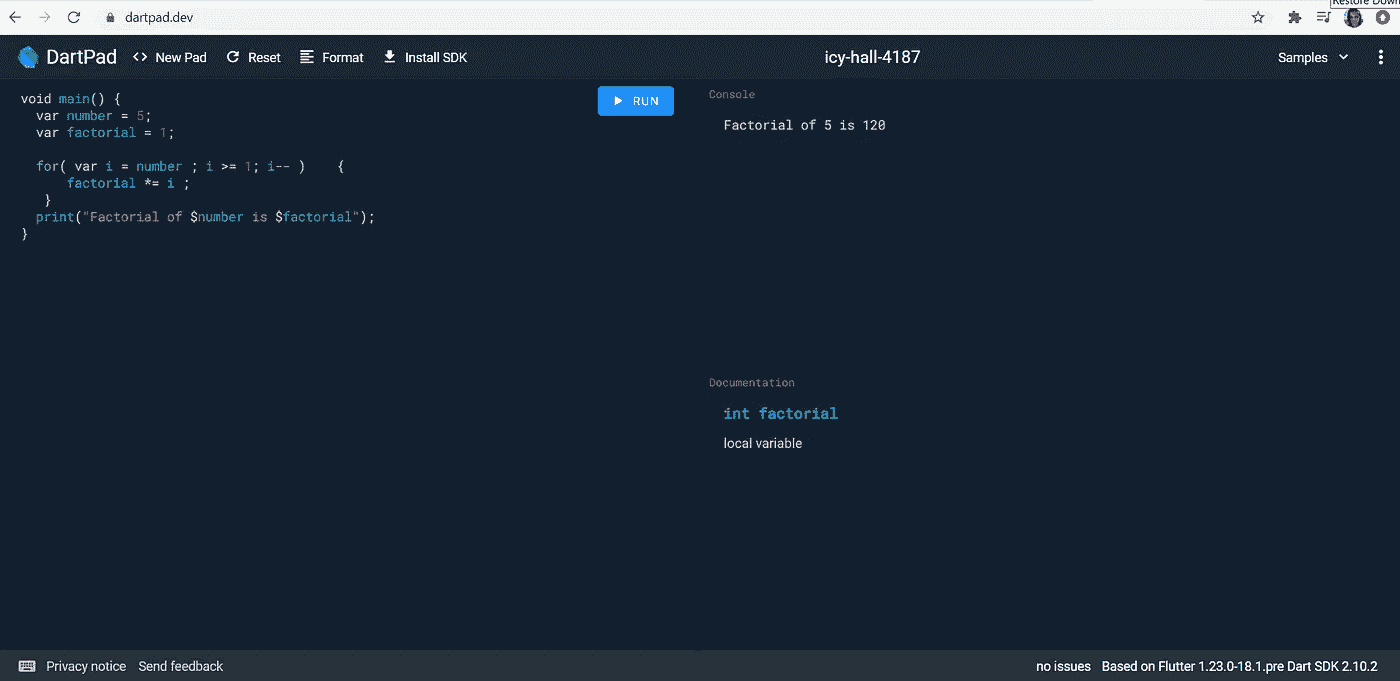 Restore Down
dartpad.dev
DartPad New Pad Reset Format Install SDK icy-hall-4187 Samples
void main() {
  var number = 5;
  var factorial = 1;

  for( var i = number ; i >= 1; i-- )    {
      factorial *= i ;
   }
  print("Factorial of $number is $factorial");
}
RUN
Console
Factorial of 5 is 120
Documentation
int factorial
local variable
Privacy notice Send feedback no issues Based on Flutter 1.23.0-18.1.pre Dart SDK 2.10.2